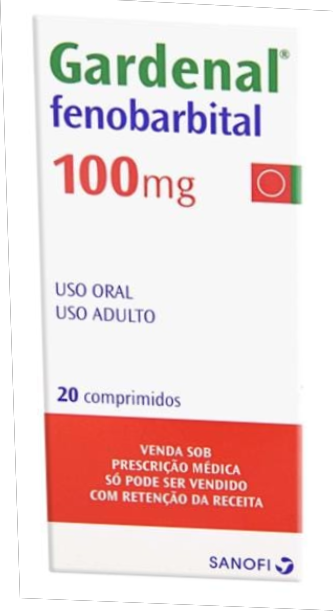 Gardenal®
fenobarbital
100mg
USO ORAL
USO ADULTO
20 comprimidos
VENDA SOB
PRESCRIÇÃO MÉDICA
SÓ PODE SER VENDIDO
COM RETENÇÃO DA RECEITA
SANOFI